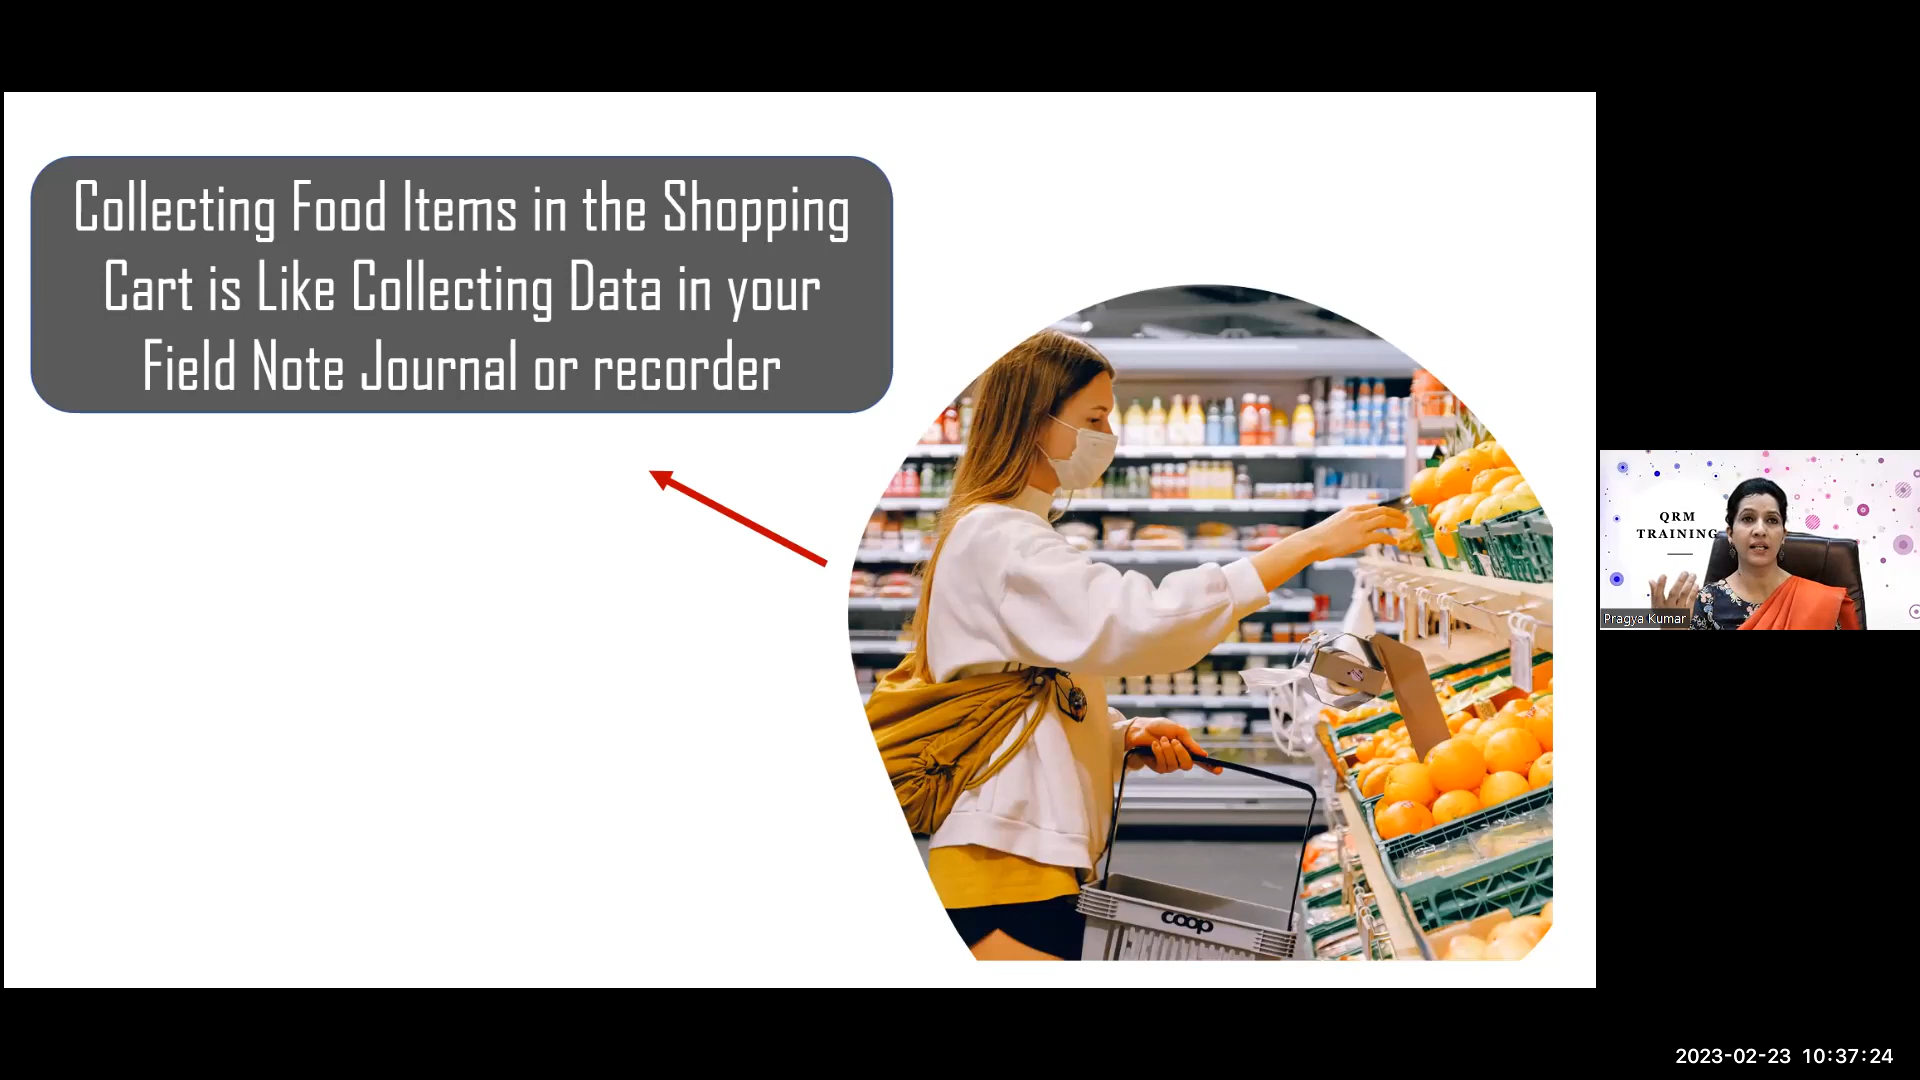 Collecting Food Items in the Shopping
Cart is Like Collecting Data in your
Field Note Journal or recorder
coop
QRM
TRAINING
Pragya Kumar
2023-02-23 10:37:24